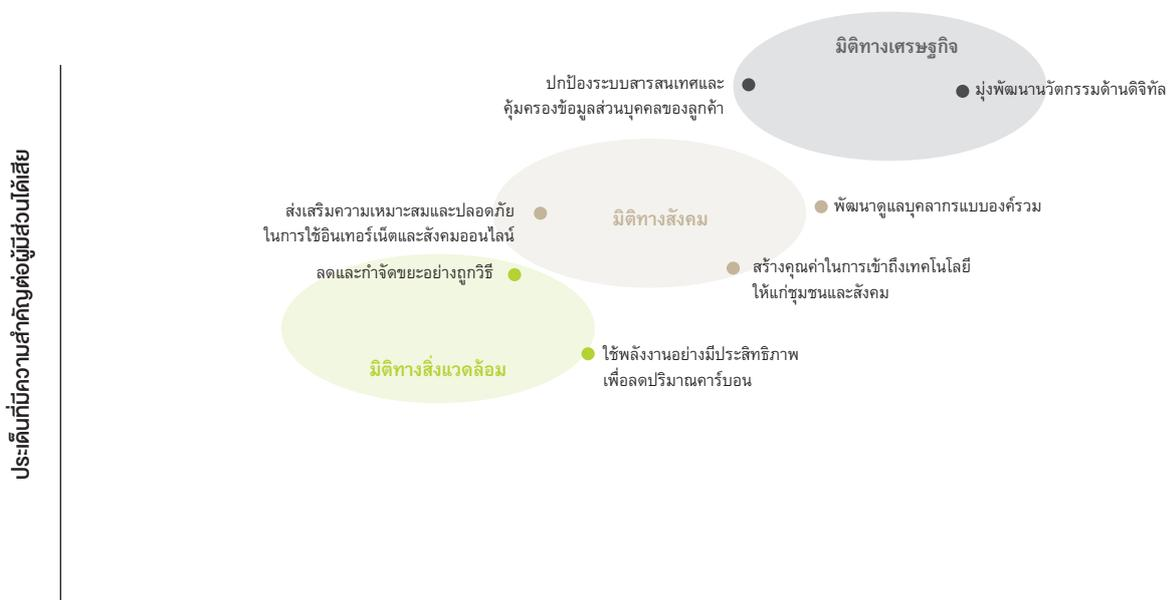 มิติทางเศรษฐกิจ
ปกป้องระบบสารสนเทศและ
คุ้มครองข้อมูลส่วนบุคคลของลูกค้า
มุ่งพัฒนานวัตกรรมด้านดิจิทัล
ส่งเสริมความเหมาะสมและปลอดภัย
ในการใช้อินเทอร์เน็ตและสังคมออนไลน์
มิติทางสังคม
พัฒนาดูแลบุคลากรแบบองค์รวม
สร้างคุณค่าในการเข้าถึงเทคโนโลยี
ให้แก่ชุมชนและสังคม
ลดและกำจัดขยะอย่างถูกวิธี
มิติทางสิ่งแวดล้อม
ใช้พลังงานอย่างมีประสิทธิภาพ
เพื่อลดปริมาณคาร์บอน
ประเด็นที่มีความสำคัญต่อผู้มีส่วนได้เสีย